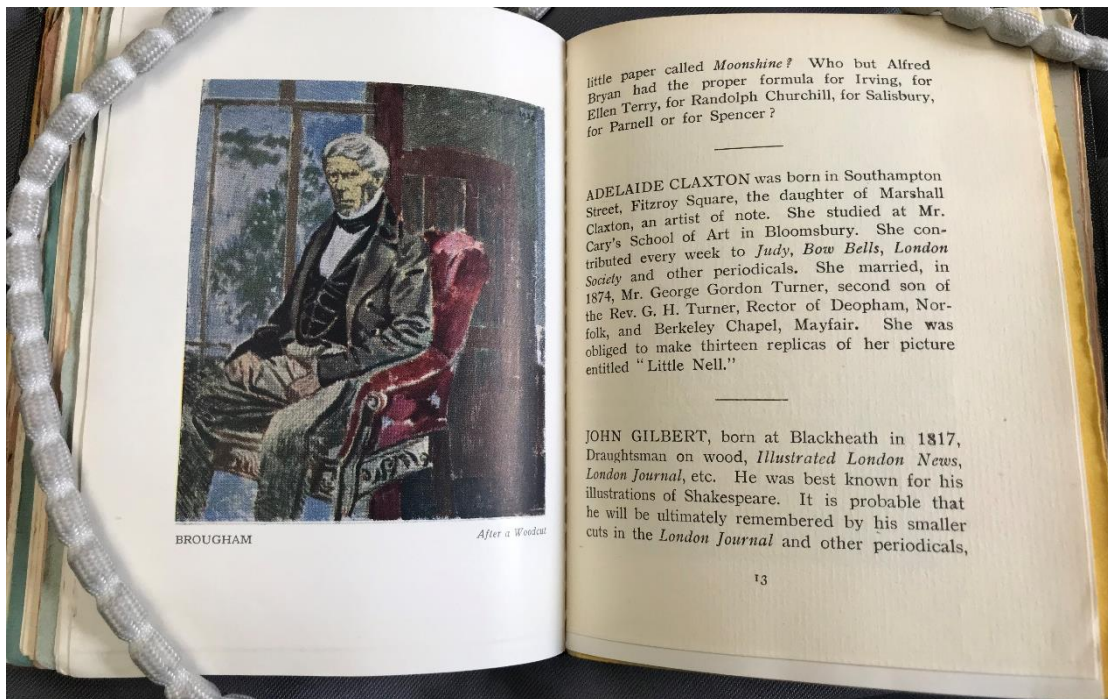 BROUGHAM
After a Woodcut
little paper called Moonshine? Who but Alfred
Bryan had the proper formula for Irving, for
Ellen Terry, for Randolph Churchill, for Salisbury,
for Parnell or for Spencer?
ADELAIDE CLAXTON was born in Southampton
Street, Fitzroy Square, the daughter of Marshall
Claxton, an artist of note. She studied at Mr.
Cary's School of Art in Bloomsbury. She con-
tributed every week to Judy, Bow Bells, London
Society and other periodicals. She married, in
1874, Mr. George Gordon Turner, second son of
the Rev. G. H. Turner, Rector of Deopham, Nor-
folk, and Berkeley Chapel, Mayfair. She was
obliged to make thirteen replicas of her picture
entitled "Little Nell."
JOHN GILBERT, born at Blackheath in 1817,
Draughtsman on wood, Illustrated London News,
London Journal, etc. He was best known for his
illustrations of Shakespeare. It is probable that
he will be ultimately remembered by his smaller
cuts in the London Journal and other periodicals,
13